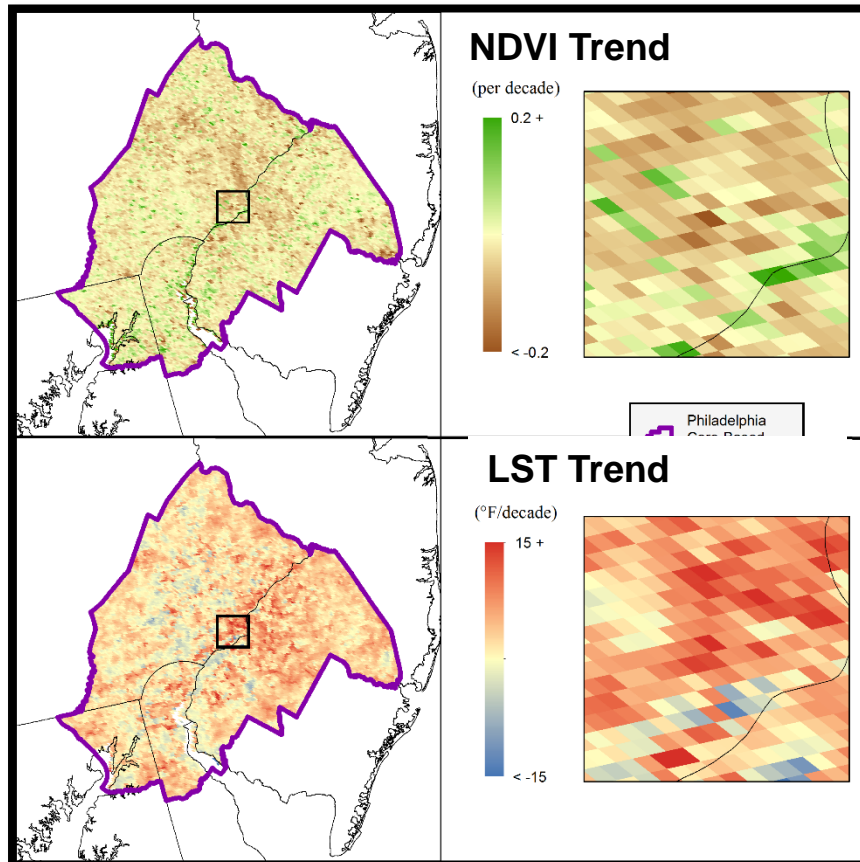 NDVI Trend
(per decade)
0.2 +
< -0.2
Philadelphia
LST Trend
(°F/decade)
15 +
< -15